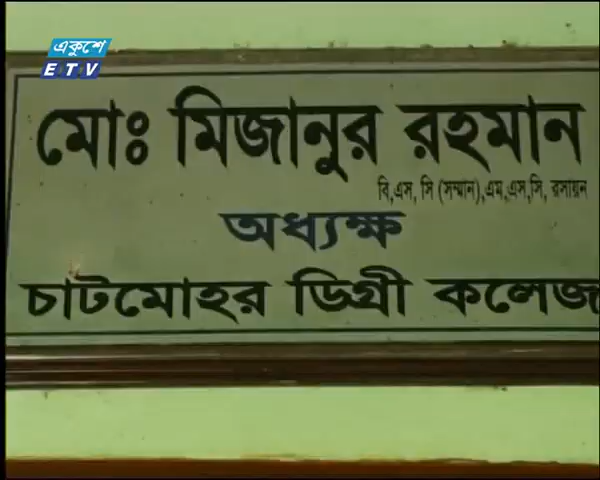 একুশে
ETV
মোঃ মিজানুর রহমান
বি,এস, সি (সম্মান),এম,এস,সি, রসায়ন
অধ্যক্ষ
চাটমোহর ডিগ্রী কলেজ